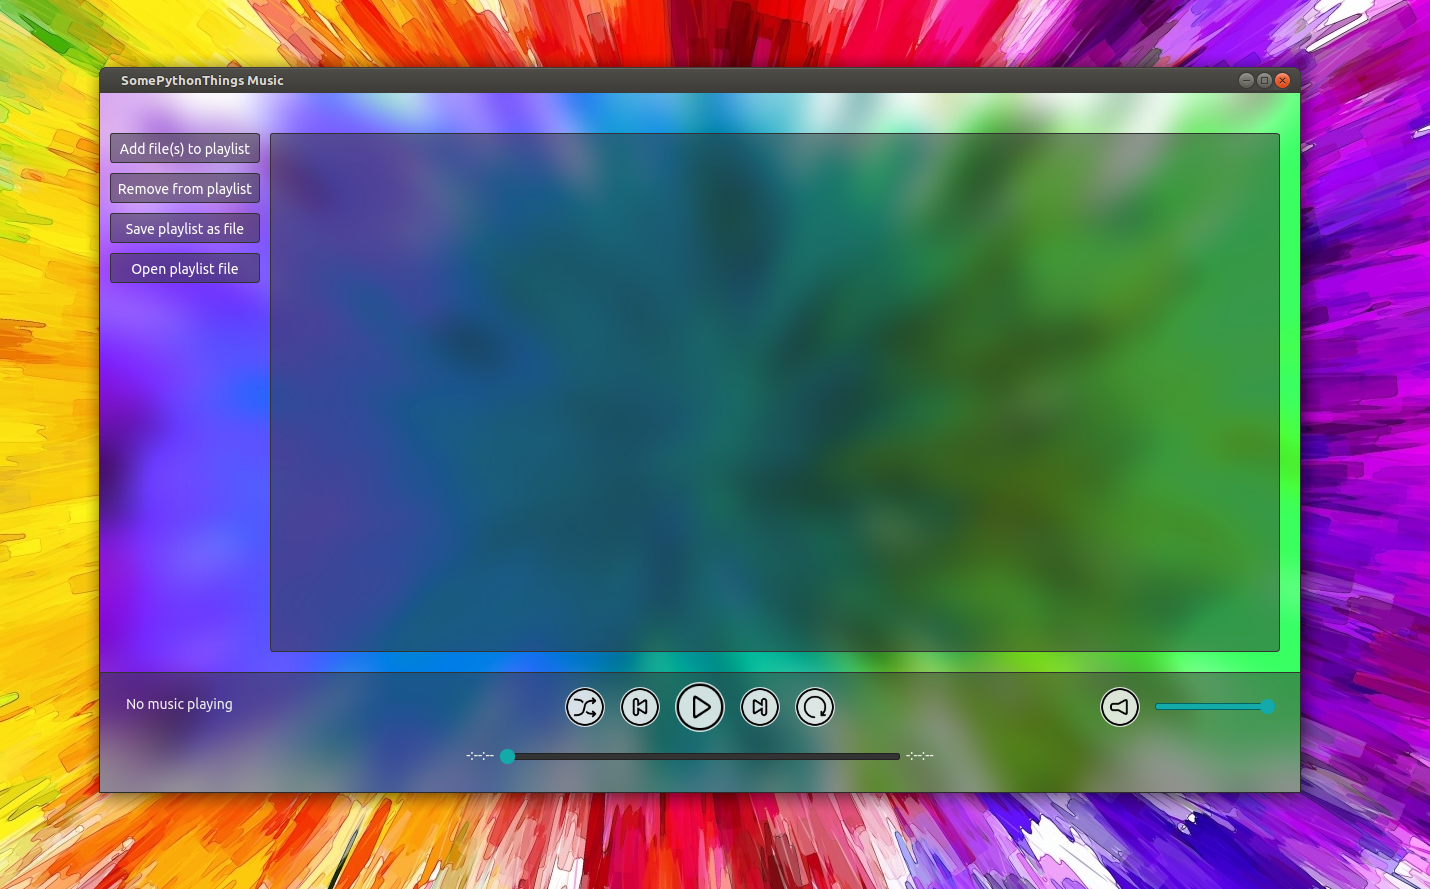 SomePythonThings Music
Add file(s) to playlist
Remove from playlist
Save playlist as file
Open playlist file
No music playing
-:--:-- -:--:--